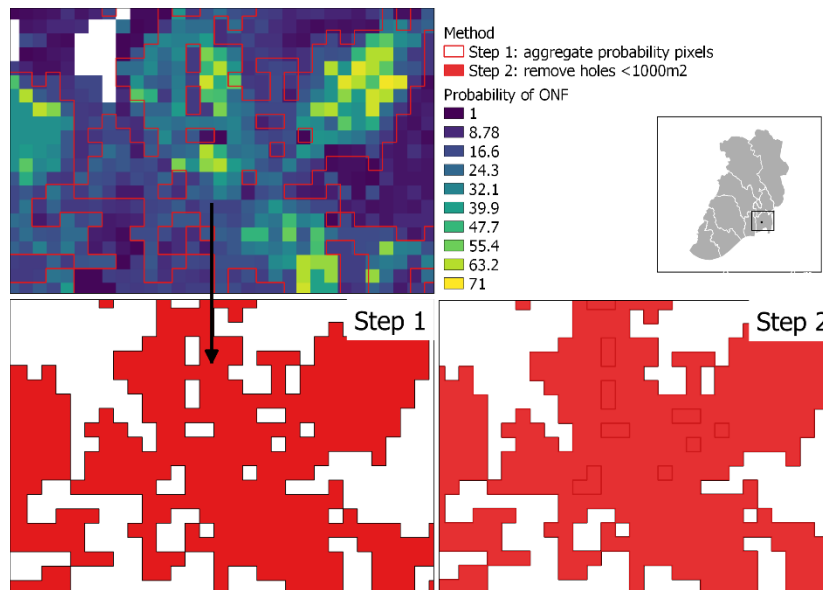 Method
Step 1: aggregate probability pixels
Step 2: remove holes <1000m2
Probability of ONF
1
8.78
16.6
24.3
32.1
39.9
47.7
55.4
63.2
71
Step 1
Step 2